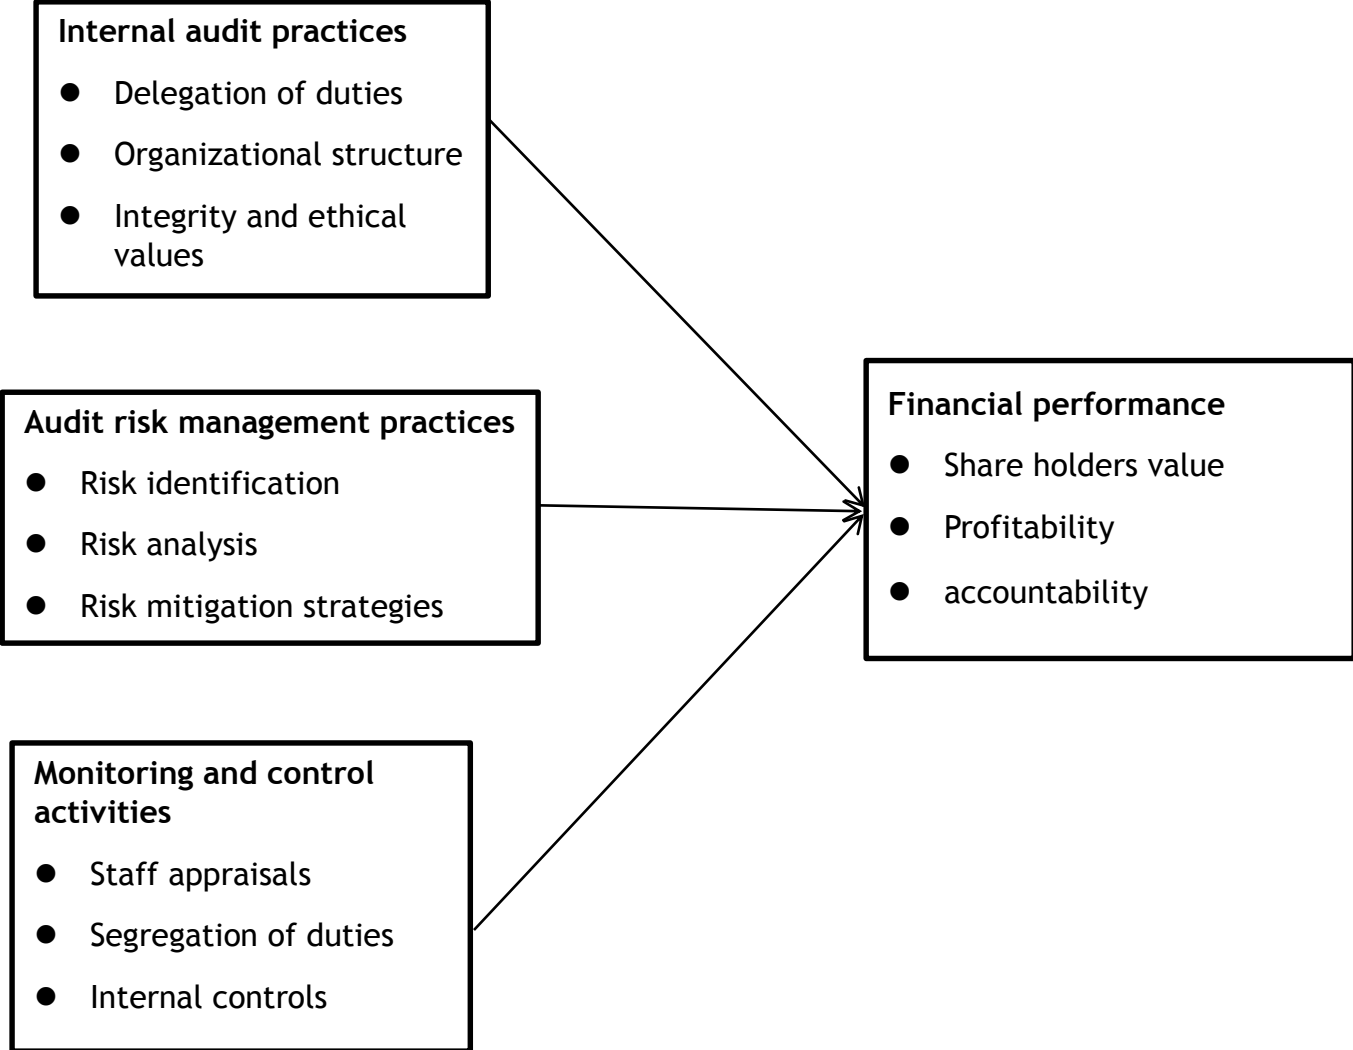 Internal audit practices
● Delegation of duties
● Organizational structure
● Integrity and ethical
values
Audit risk management practices
● Risk identification
● Risk analysis
● Risk mitigation strategies
Monitoring and control
activities
● Staff appraisals
● Segregation of duties
● Internal controls
Financial performance
● Share holders value
● Profitability
● accountability